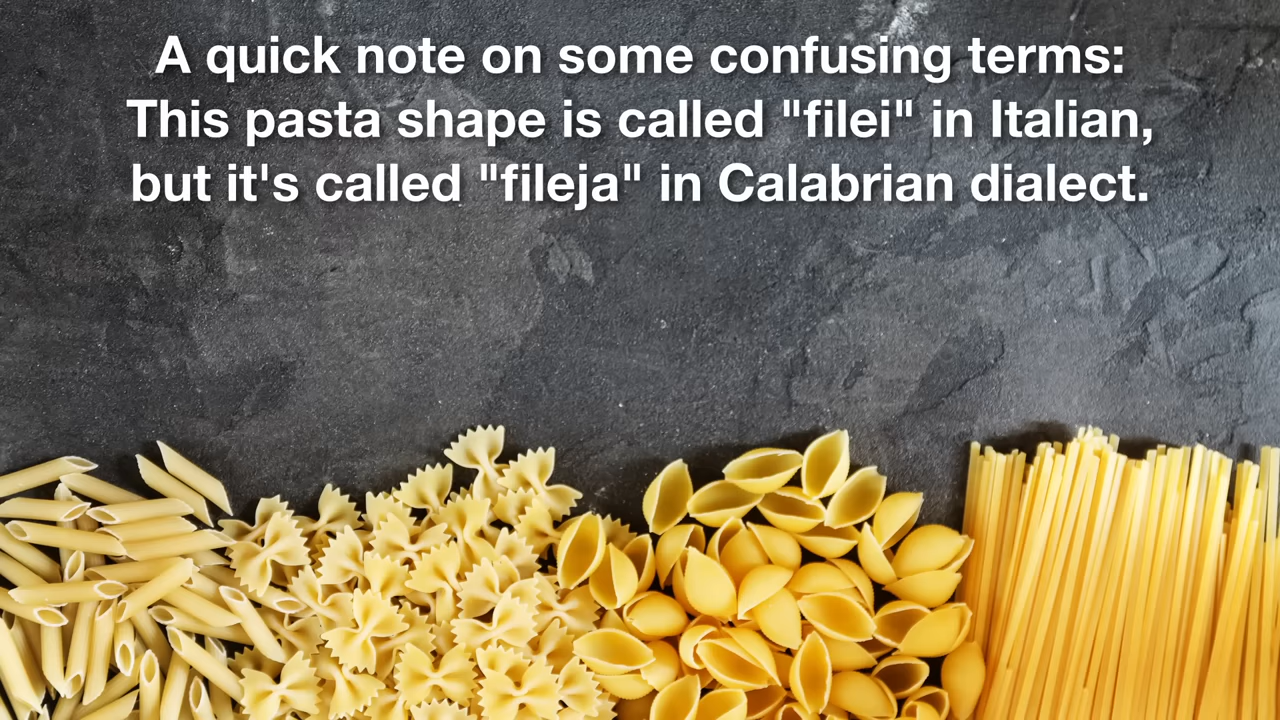 A quick note on some confusing terms:
This pasta shape is called "filei" in Italian,
but it's called "fileja" in Calabrian dialect.